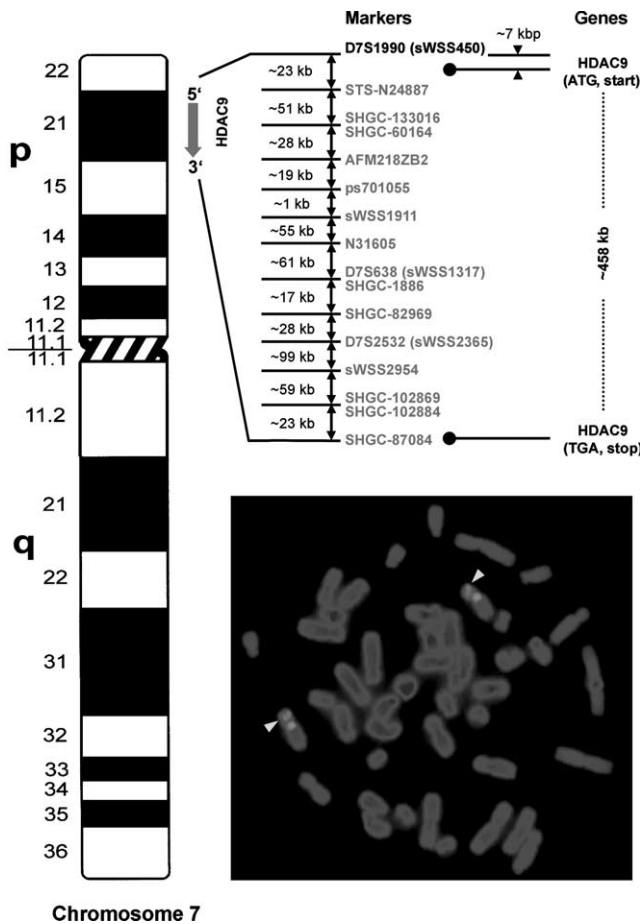 Markers
Genes
D7S1990 (sWSS450)
~7 kbp
HDAC9
(ATG, start)
~23 kb
STS-N24887
~51 kb
SHGC-133016
SHGC-60164
~28 kb
AFM218ZB2
~19 kb
ps701055
~1 kb
sWSS1911
~55 kb
N31605
~61 kb
D7S638 (sWSS1317)
SHGC-1886
~17 kb
SHGC-82969
~28 kb
D7S2532 (sWSS2365)
~99 kb
sWSS2954
~59 kb
SHGC-102869
SHGC-102884
~23 kb
SHGC-87084
~458 kb
HDAC9
(TGA, stop)
5‘
HDAC9
3‘
p
22
21
15
14
13
12
11.2
11.1
11.1
11.2
q
21
22
31
32
33
34
35
36
Chromosome 7